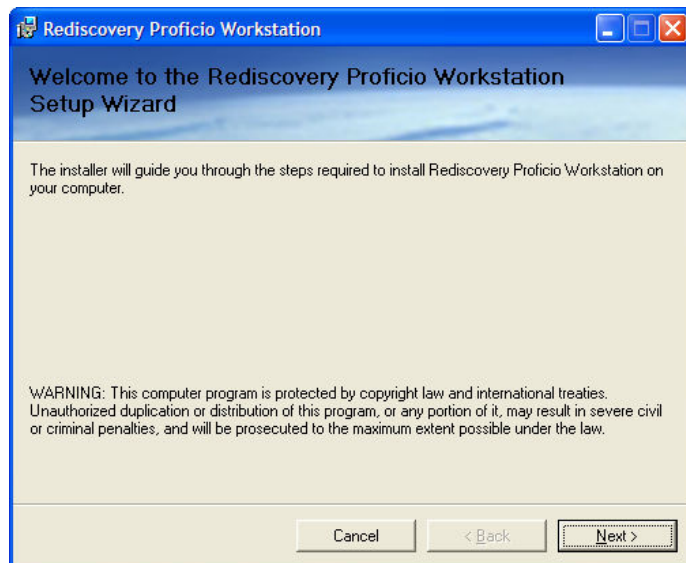 Rediscovery Proficio Workstation
Welcome to the Rediscovery Proficio Workstation
Setup Wizard
The installer will guide you through the steps required to install Rediscovery Proficio Workstation on
your computer.
WARNING: This computer program is protected by copyright law and international treaties.
Unauthorized duplication or distribution of this program, or any portion of it, may result in severe civil
or criminal penalties, and will be prosecuted to the maximum extent possible under the law.
Cancel < Back Next >